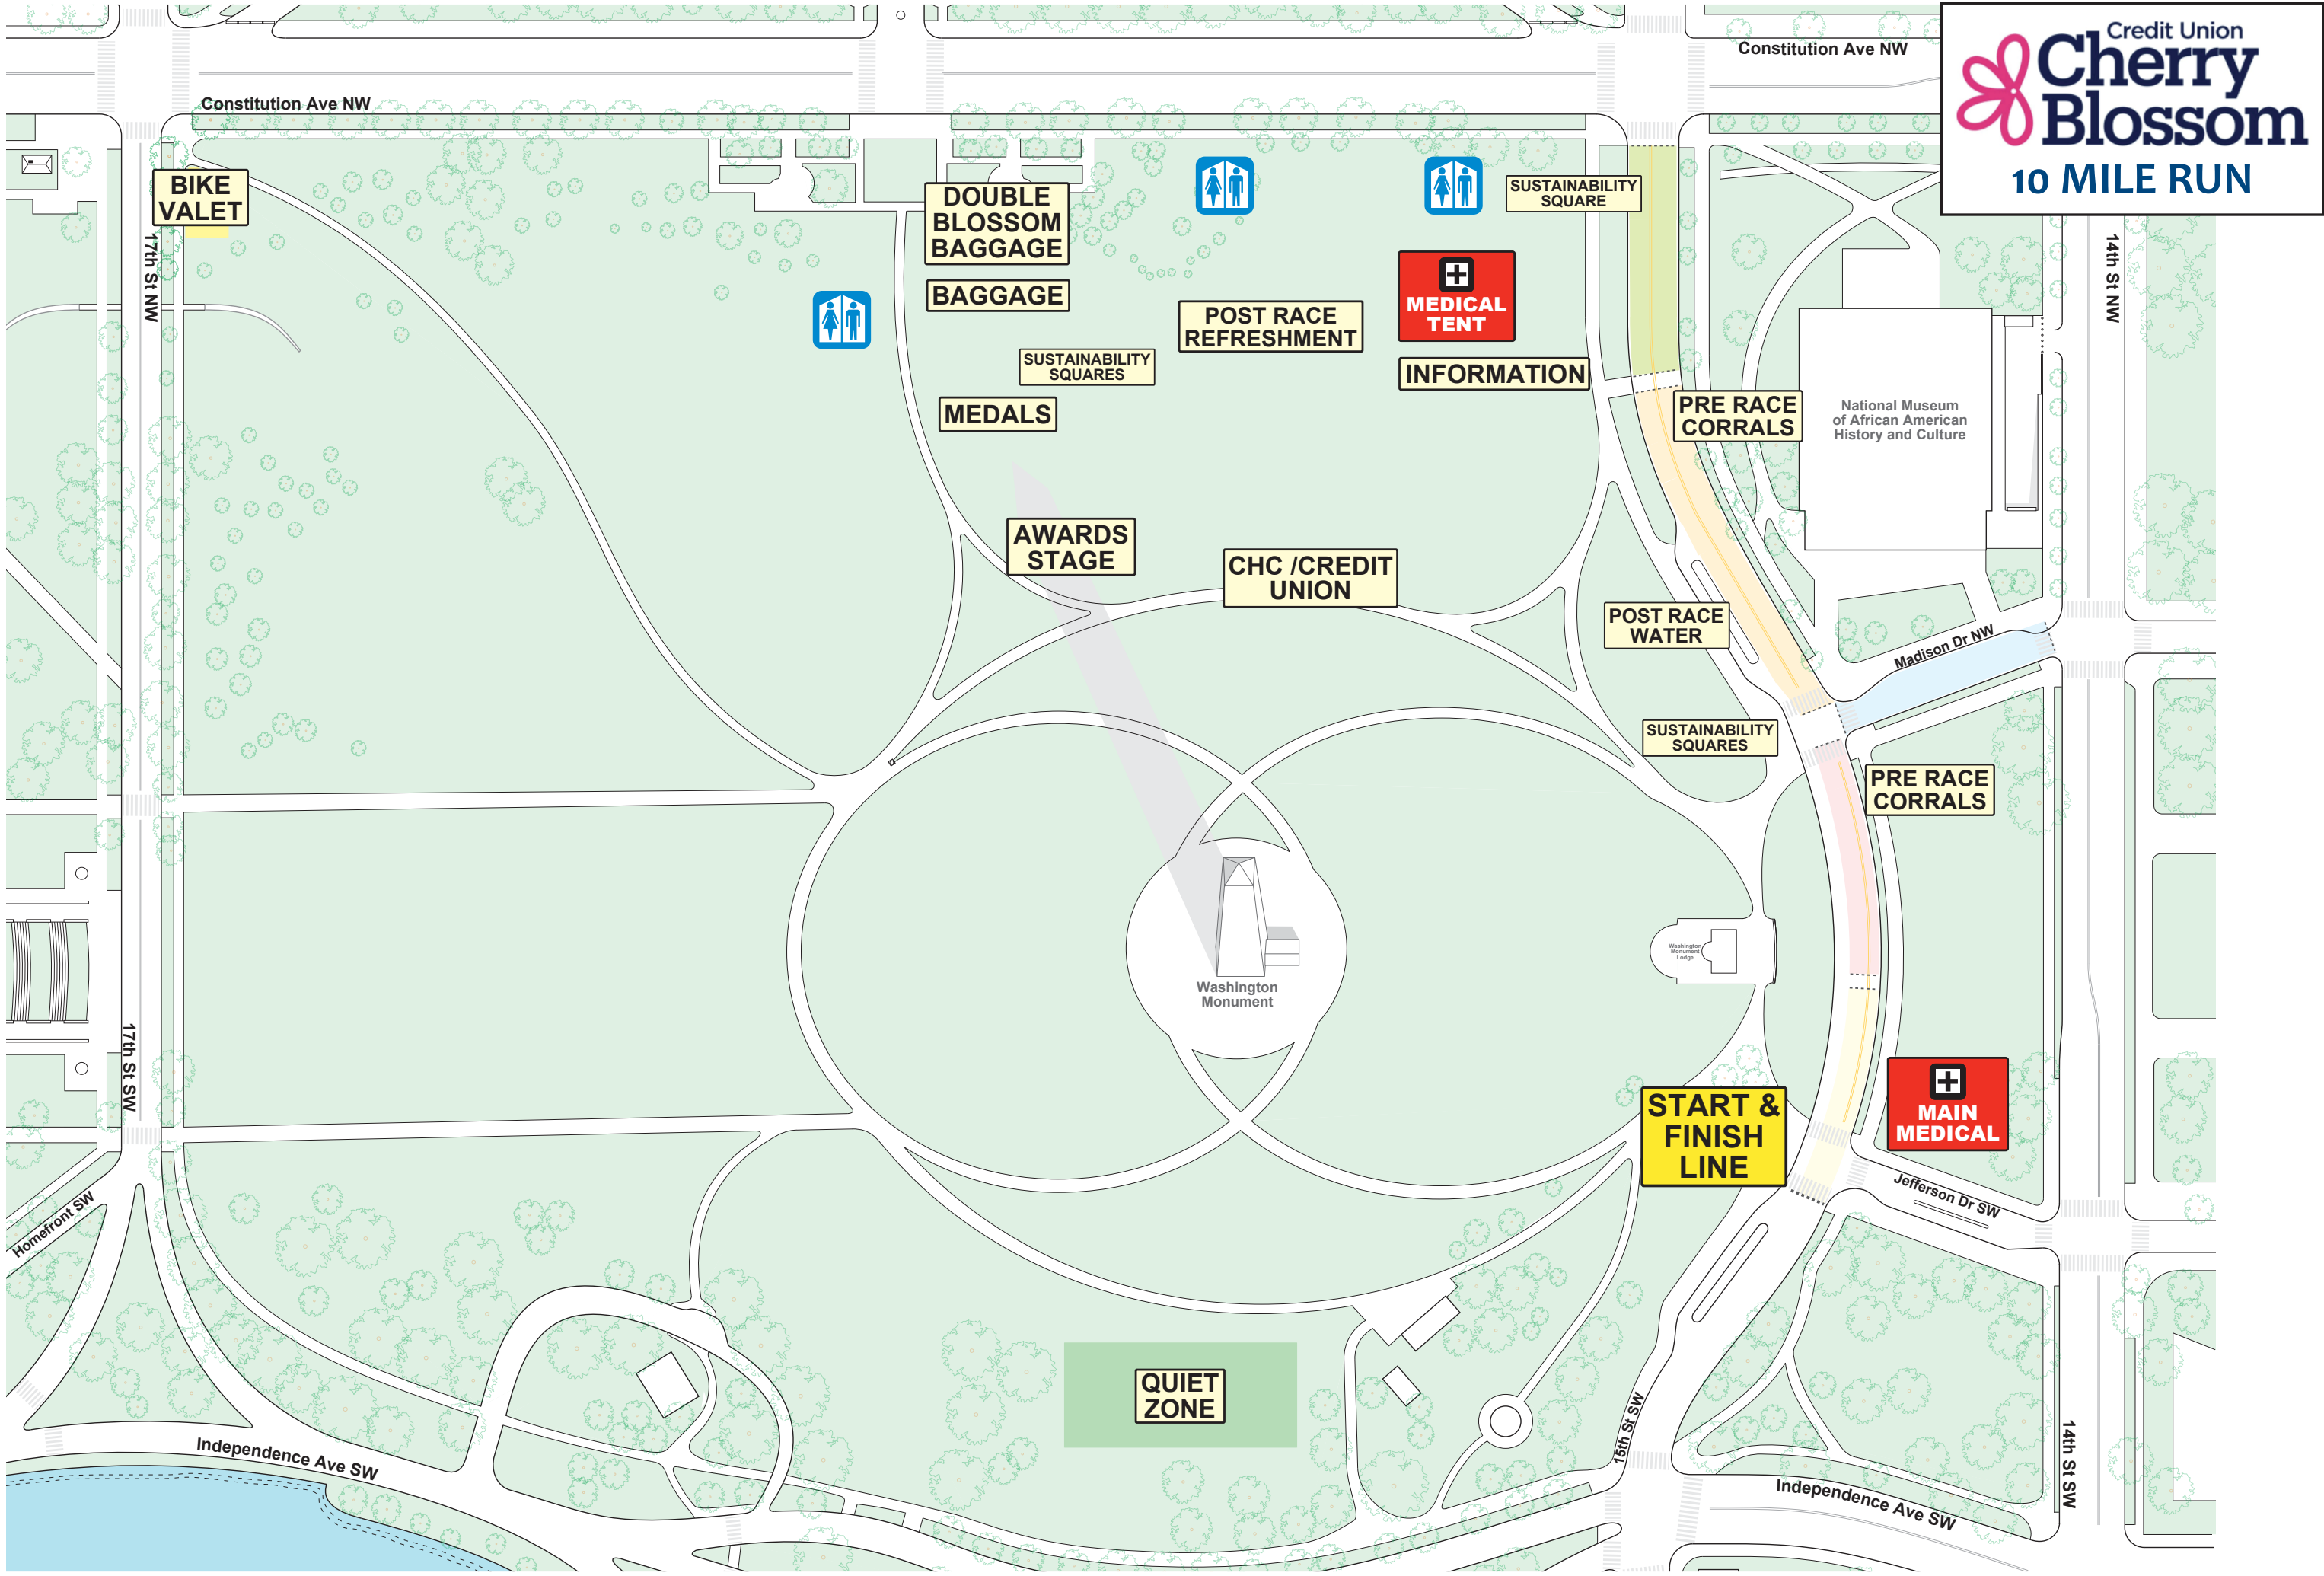 Constitution Ave NW
Credit Union
Cherry
Blossom
10 MILE RUN
Constitution Ave NW
BIKE
VALET
DOUBLE
BLOSSOM
BAGGAGE
SUSTAINABILITY
SQUARE
17th St NW
14th St NW
BAGGAGE
MEDICAL
TENT
POST RACE
REFRESHMENT
SUSTAINABILITY
SQUARES
INFORMATION
MEDALS
PRE RACE
CORRALS
National Museum
of African American
History and Culture
AWARDS
STAGE
CHC /CREDIT
UNION
POST RACE
WATER
Madison Dr NW
SUSTAINABILITY
SQUARES
PRE RACE
CORRALS
Washington
Monument
Lodge
Washington
Monument
17th St SW
START &
FINISH
LINE
MAIN
MEDICAL
Jefferson Dr SW
Homefront SW
QUIET
ZONE
15th St SW
14th St SW
Independence Ave SW
Independence Ave SW